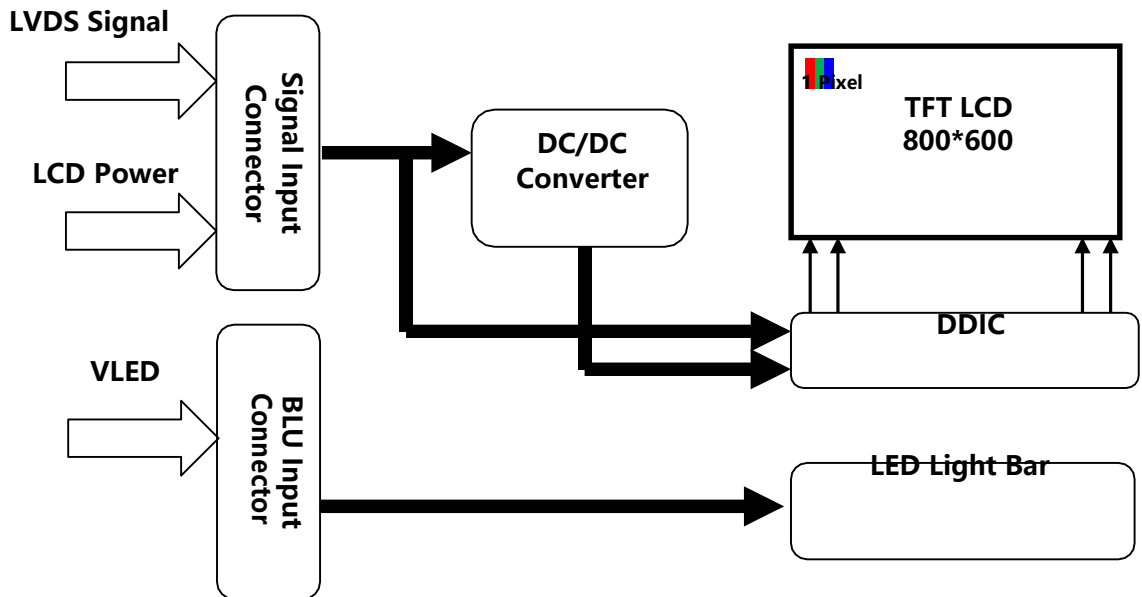 LVDS Signal
LCD Power
Signal Input
Connector
DC/DC
Converter
1 Pixel
TFT LCD
800*600
DDIC
VLED
BLU Input
Connector
LED Light Bar